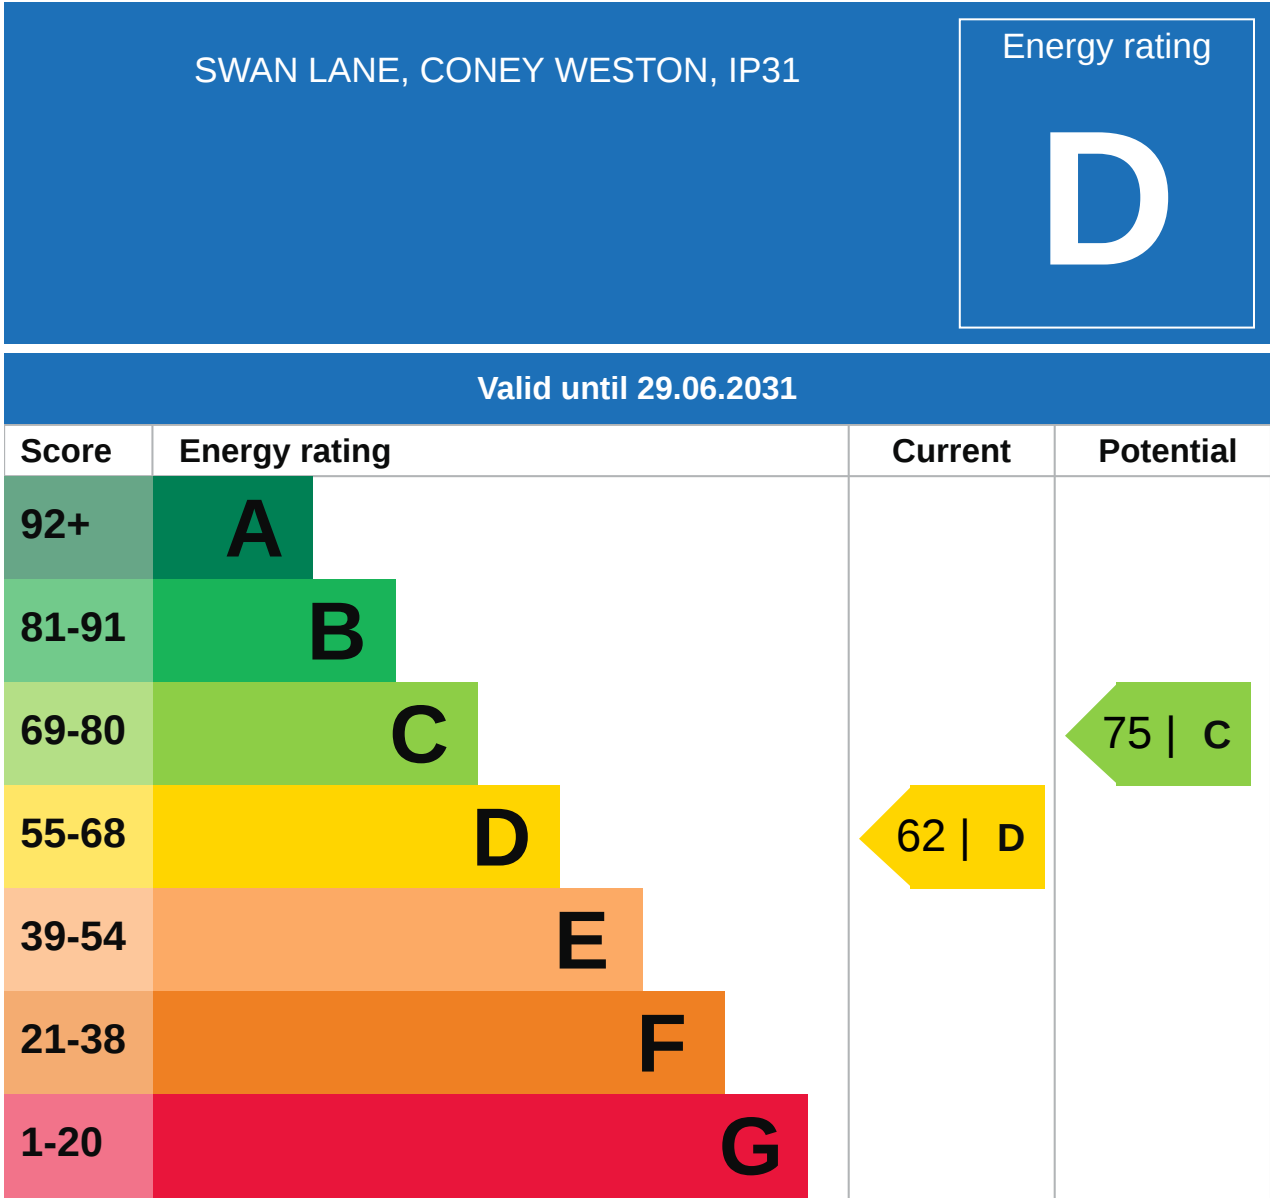 SWAN LANE, CONEY WESTON, IP31
Energy rating
D
Valid until 29.06.2031
Score Energy rating Current Potential
92+ A
81-91 B
69-80 C 75 | C
55-68 D 62 | D
39-54 E
21-38 F
1-20 G